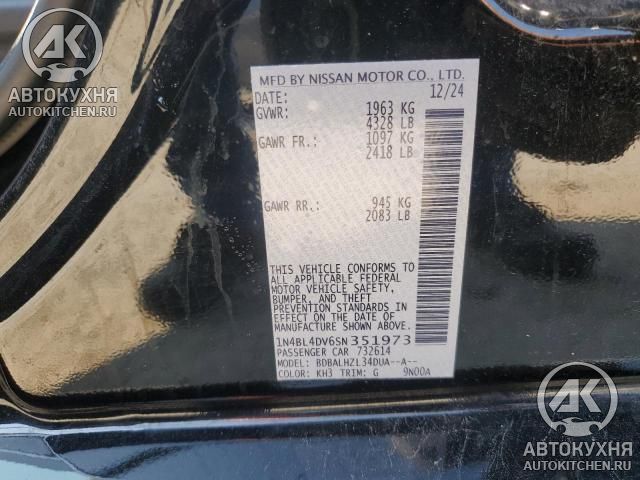 AK
АВТОКУХНЯ
AUTOKITCHEN.RU
MFD BY NISSAN MOTOR CO., LTD.
DATE: 12/24
GVWR: 1963 KG
4328 LB
GAWR FR.: 1097 KG
2418 LB
GAWR RR.: 945 KG
2083 LB
THIS VEHICLE CONFORMS TO
ALL APPLICABLE FEDERAL
MOTOR VEHICLE SAFETY,
BUMPER, AND THEFT
PREVENTION STANDARDS IN
EFFECT ON THE DATE OF
MANUFACTURE SHOWN ABOVE.
1N4BL4DV6SN351973
PASSENGER CAR 732614
MODEL: BDBALHZL34DUA--A--
COLOR: KH3 TRIM: G 9N00A
AK
АВТОКУХНЯ
AUTOKITCHEN.RU